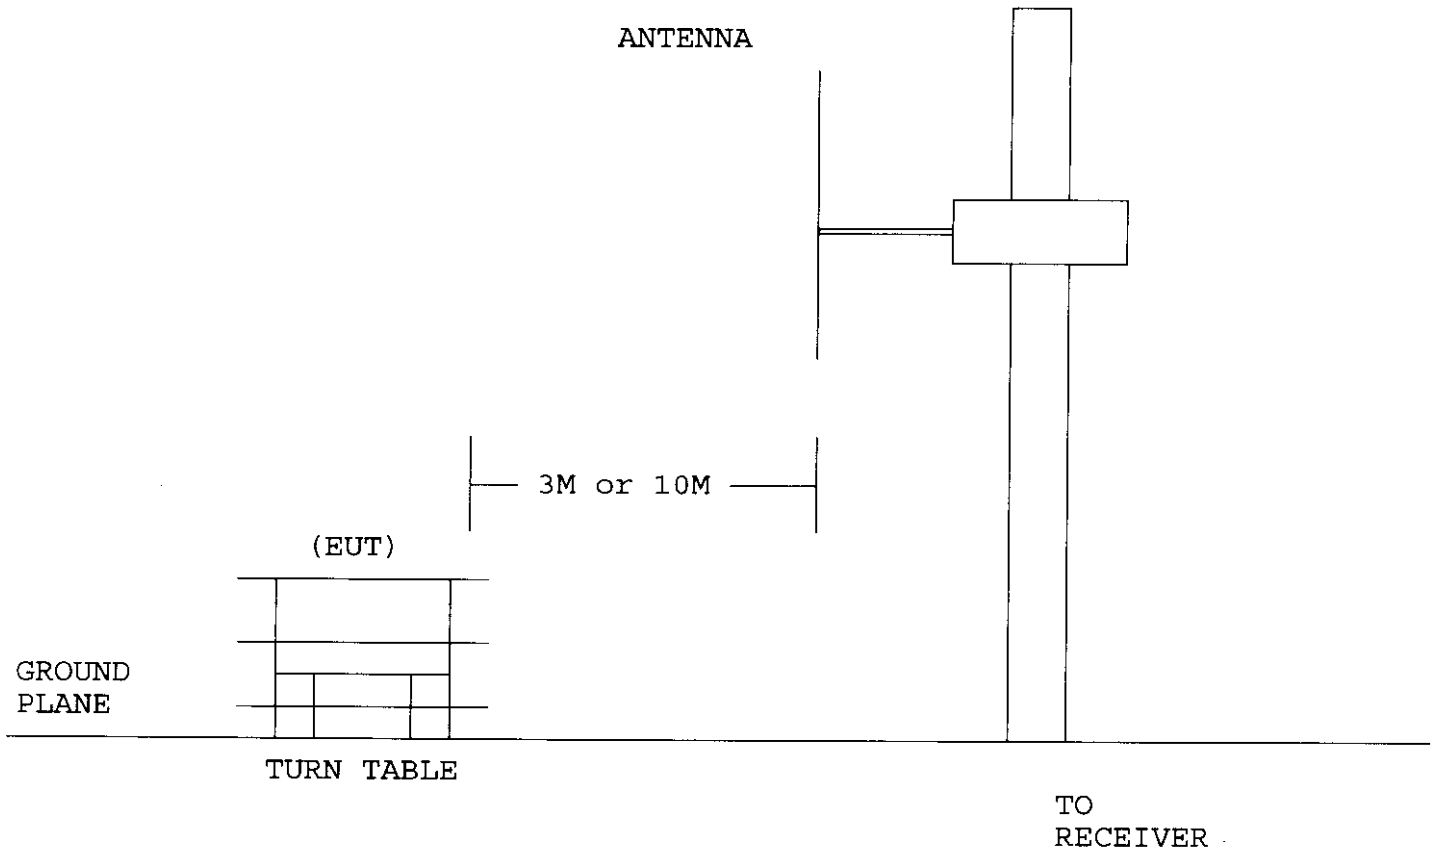 ANTENNA
3M or 10M
(EUT)
GROUND
PLANE
TURN TABLE
TO
RECEIVER